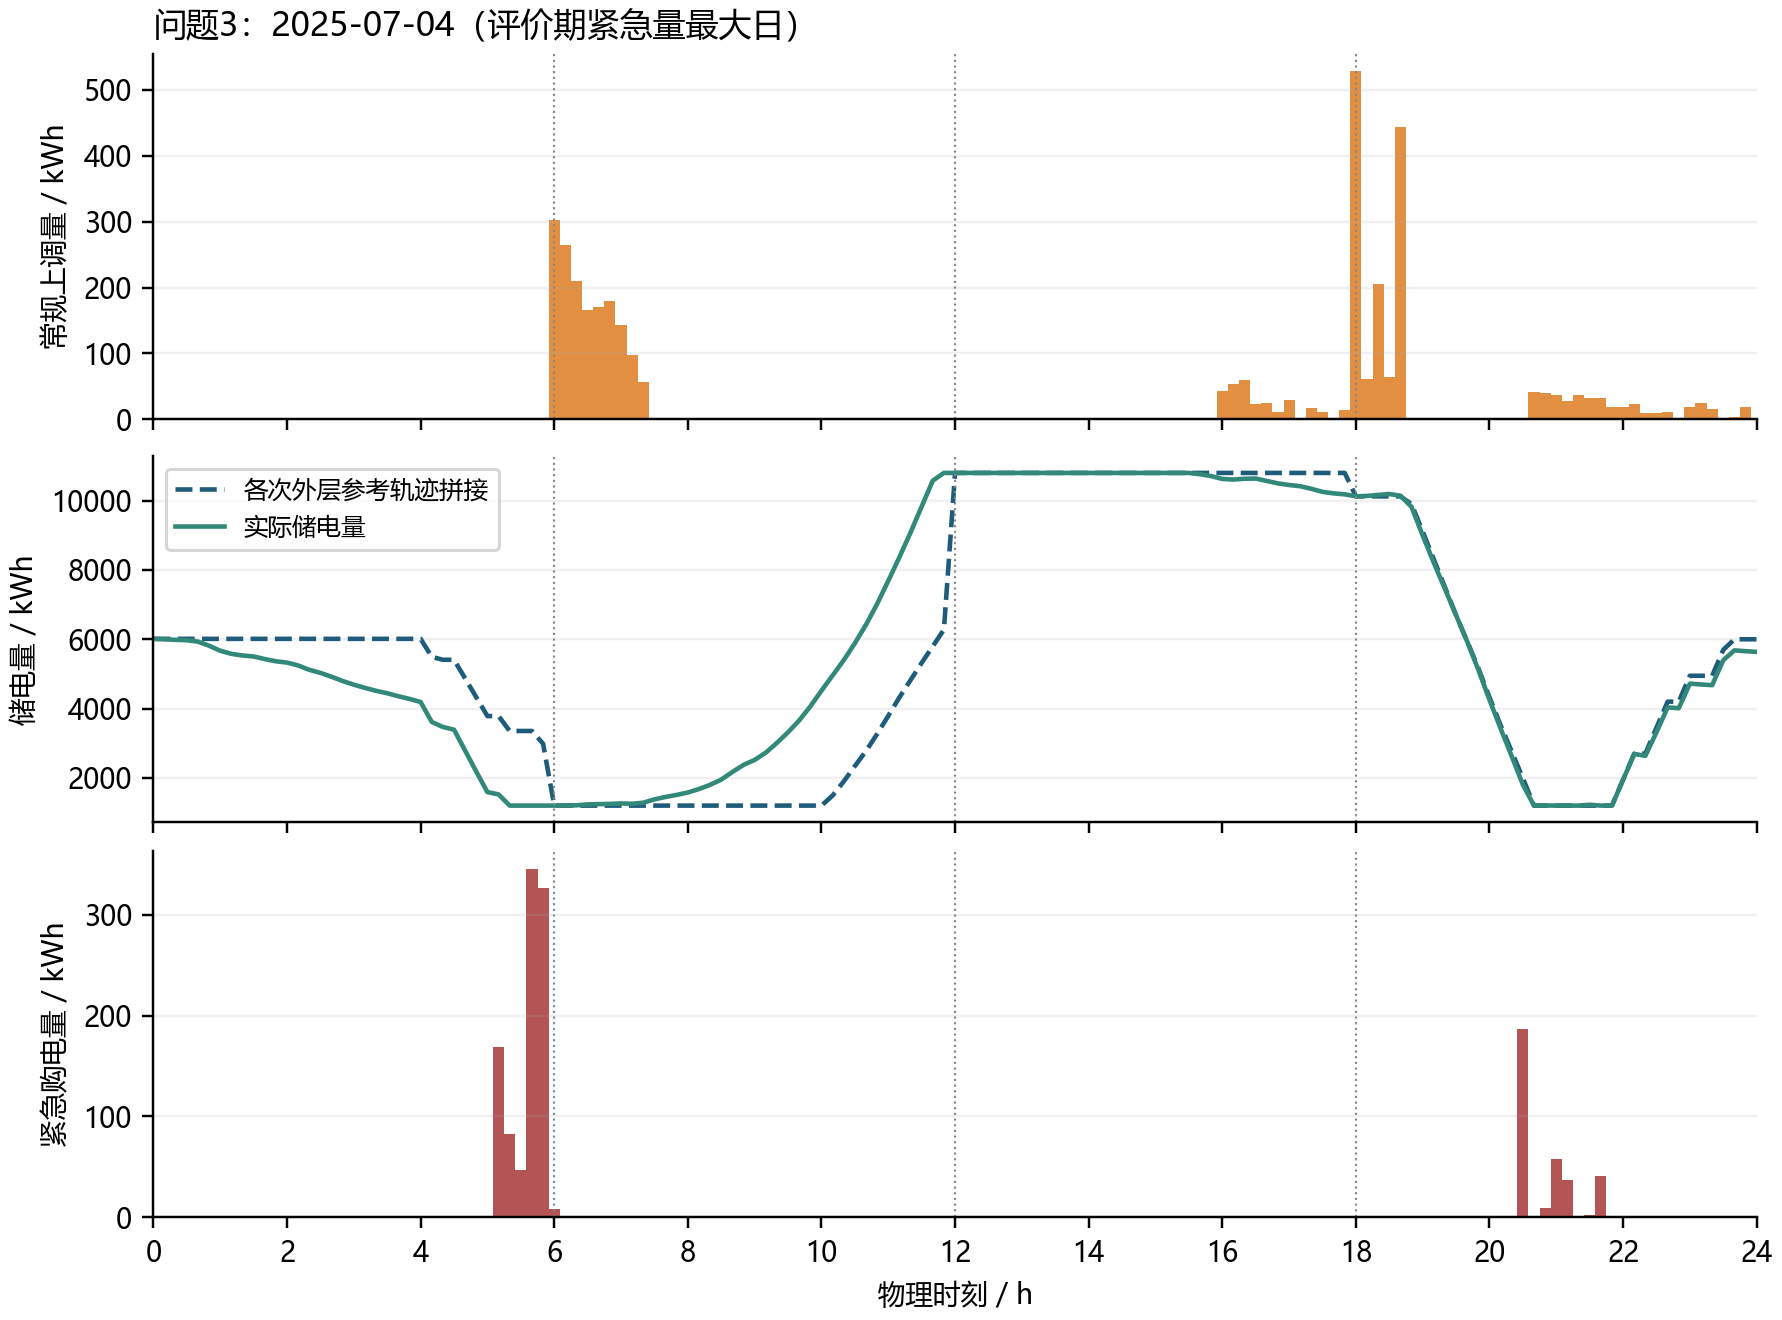 问题3：2025-07-04（评价期紧急量最大日）
常规上调量 / kWh
500
400
300
200
100
0
储电量 / kWh
10000
8000
6000
4000
2000
各次外层参考轨迹拼接
实际储电量
紧急购电量 / kWh
300
200
100
0
0 2 4 6 8 10 12 14 16 18 20 22 24
物理时刻 / h